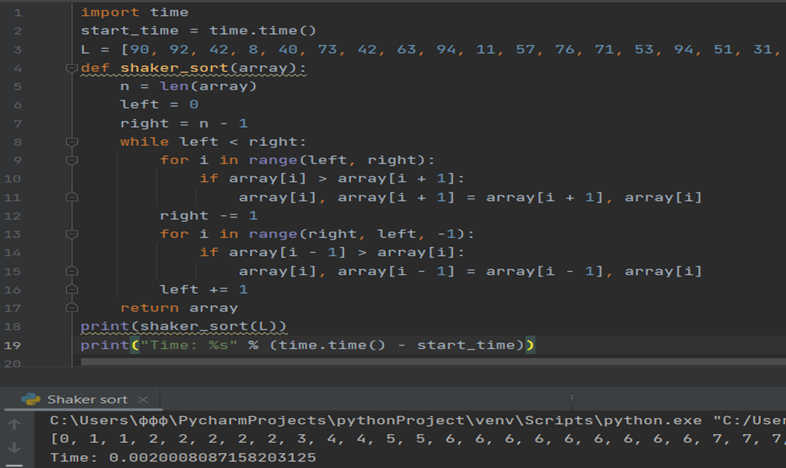 1 import time
2 start_time = time.time()
3 L = [90, 92, 42, 8, 40, 73, 42, 63, 94, 11, 57, 76, 71, 53, 94, 51, 31,
4 def shaker_sort(array):
5 n = len(array)
6 left = 0
7 right = n - 1
8 while left < right:
9 for i in range(left, right):
10 if array[i] > array[i + 1]:
11 array[i], array[i + 1] = array[i + 1], array[i]
12 right -= 1
13 for i in range(right, left, -1):
14 if array[i - 1] > array[i]:
15 array[i], array[i - 1] = array[i - 1], array[i]
16 left += 1
17 return array
18 print(shaker_sort(L))
19 print("Time: %s" % (time.time() - start_time))
20
Shaker sort ×
C:\Users\ффф\PycharmProjects\pythonProject\venv\Scripts\python.exe "C:/User
[0, 1, 1, 2, 2, 2, 2, 2, 3, 4, 4, 5, 5, 6, 6, 6, 6, 6, 6, 6, 6, 6, 7, 7, 7,
Time: 0.0020008087158203125